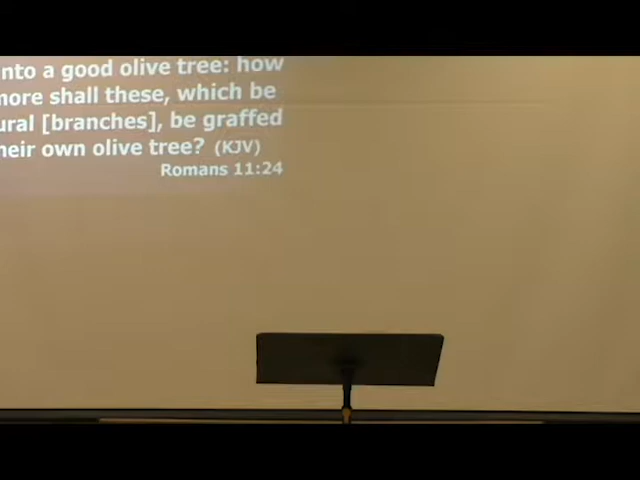 nto a good olive tree: how
more shall these, which be
ural [branches], be graffed
heir own olive tree? (KJV)
Romans 11:24